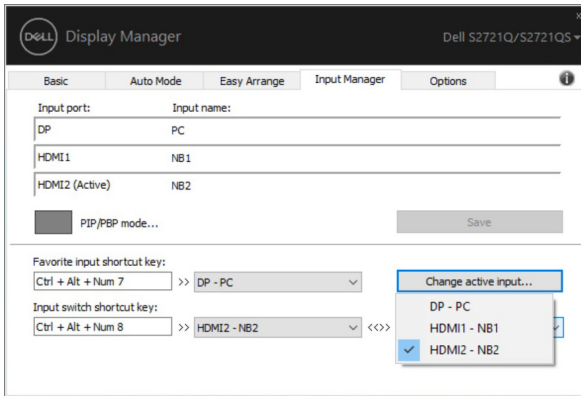 DELL Display Manager
Dell S2721Q/S2721QS
Basic Auto Mode Easy Arrange Input Manager Options
Input port: Input name:
DP PC
HDMI1 NB1
HDMI2 (Active) NB2
PIP/PBP mode... Save
Favorite input shortcut key:
Ctrl + Alt + Num 7 >> DP - PC Change active input...
Input switch shortcut key:
Ctrl + Alt + Num 8 >> HDMI2 - NB2 <<>>
DP - PC
HDMI1 - NB1
HDMI2 - NB2